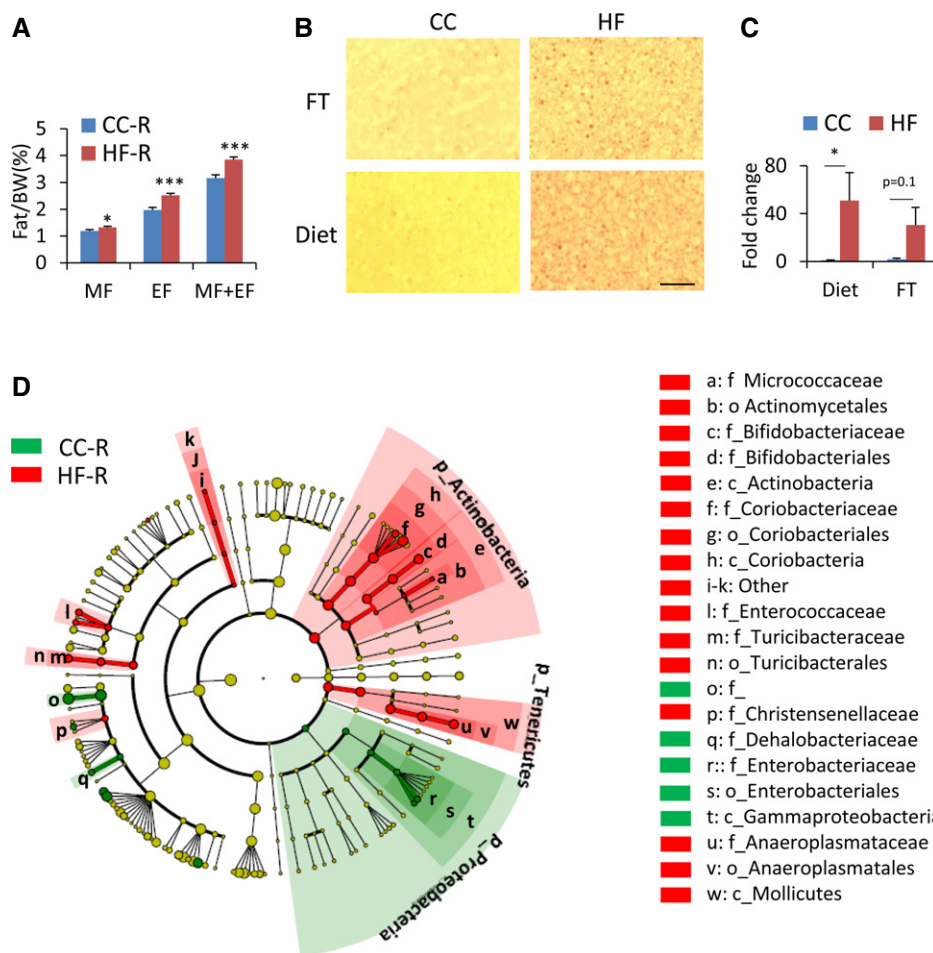 A
CC-R
HF-R
Fat/BW(%)
5
4
3
2
1
0
*
***
***
MF
EF
MF+EF
B
CC
HF
FT
Diet
C
CC
HF
Fold change
80
40
0
*
p=0.1
Diet
FT
D
CC-R
HF-R
k
J
i
l
n m
o
p
q
p_Actinobacteria
h
g
f
d
e
c
b
a
p_Tenericutes
w
u
v
r
s
t
p_Proteobacteria
a: f_Micrococcaceae
b: o Actinomycetales
c: f_Bifidobacteriaceae
d: f_Bifidobacteriales
e: c_Actinobacteria
f: f_Coriobacteriaceae
g: o_Coriobacteriales
h: c_Coriobacteria
i-k: Other
l: f_Enterococcaceae
m: f_Turicibacteraceae
n: o_Turicibacterales
o: f_
p: f_Christensenellaceae
q: f_Dehalobacteriaceae
r:: f_Enterobacteriaceae
s: o_Enterobacteriales
t: c_Gammaproteobacteria
u: f_Anaeroplasmataceae
v: o_Anaeroplasmatales
w: c_Mollicutes